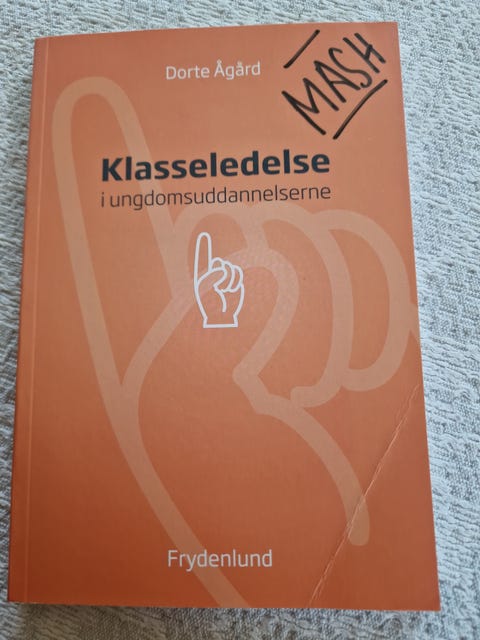 Dorte Ågård
MASH
Klasseledelse
i ungdomsuddannelserne
Frydenlund